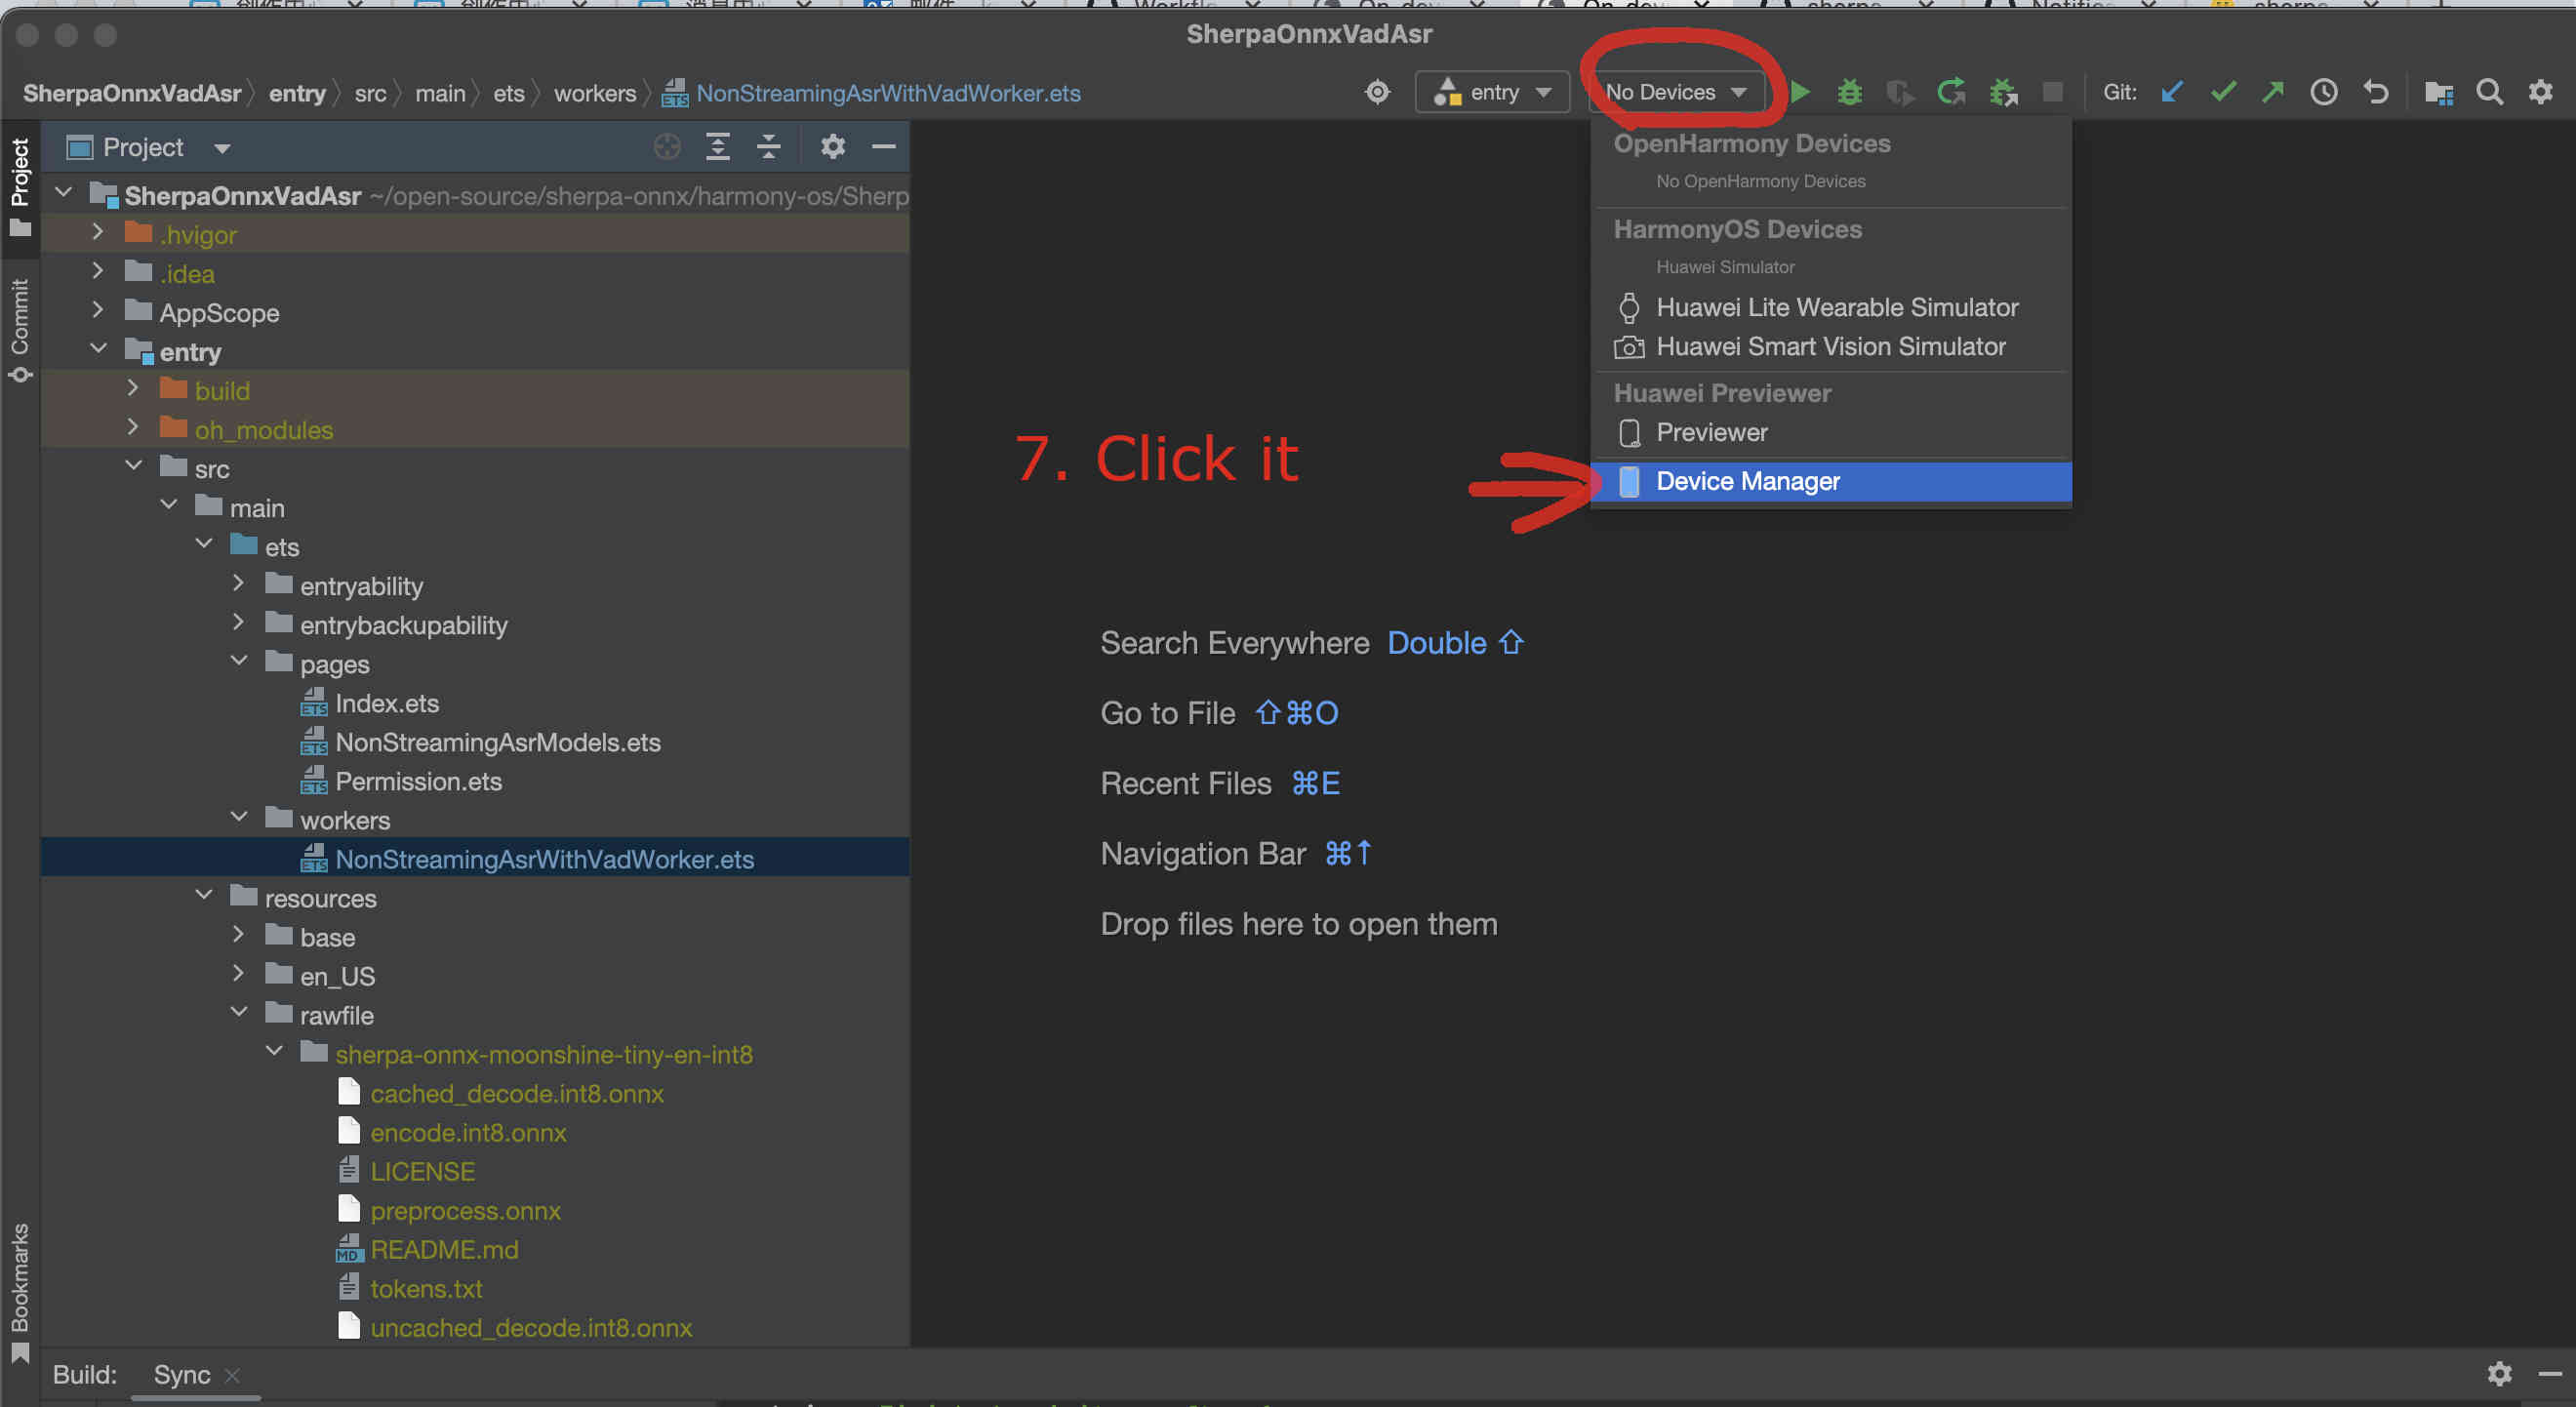 SherpaOnnxVadAsr
SherpaOnnxVadAsr entry src main ets workers NonStreamingAsrWithVadWorker.ets
entry
No Devices
Git:
Project
Project
Commit
Bookmarks
SherpaOnnxVadAsr ~/open-source/sherpa-onnx/harmony-os/Sherp
.hvigor
.idea
AppScope
entry
build
oh_modules
src
main
ets
entryability
entrybackupability
pages
Index.ets
NonStreamingAsrModels.ets
Permission.ets
workers
NonStreamingAsrWithVadWorker.ets
resources
base
en_US
rawfile
sherpa-onnx-moonshine-tiny-en-int8
cached_decode.int8.onnx
encode.int8.onnx
LICENSE
preprocess.onnx
README.md
tokens.txt
uncached_decode.int8.onnx
OpenHarmony Devices
No OpenHarmony Devices
HarmonyOS Devices
Huawei Simulator
Huawei Lite Wearable Simulator
Huawei Smart Vision Simulator
Huawei Previewer
Previewer
Device Manager
7. Click it
Search Everywhere Double ⇧
Go to File ⇧⌘O
Recent Files ⌘E
Navigation Bar ⌘↑
Drop files here to open them
Build: Sync